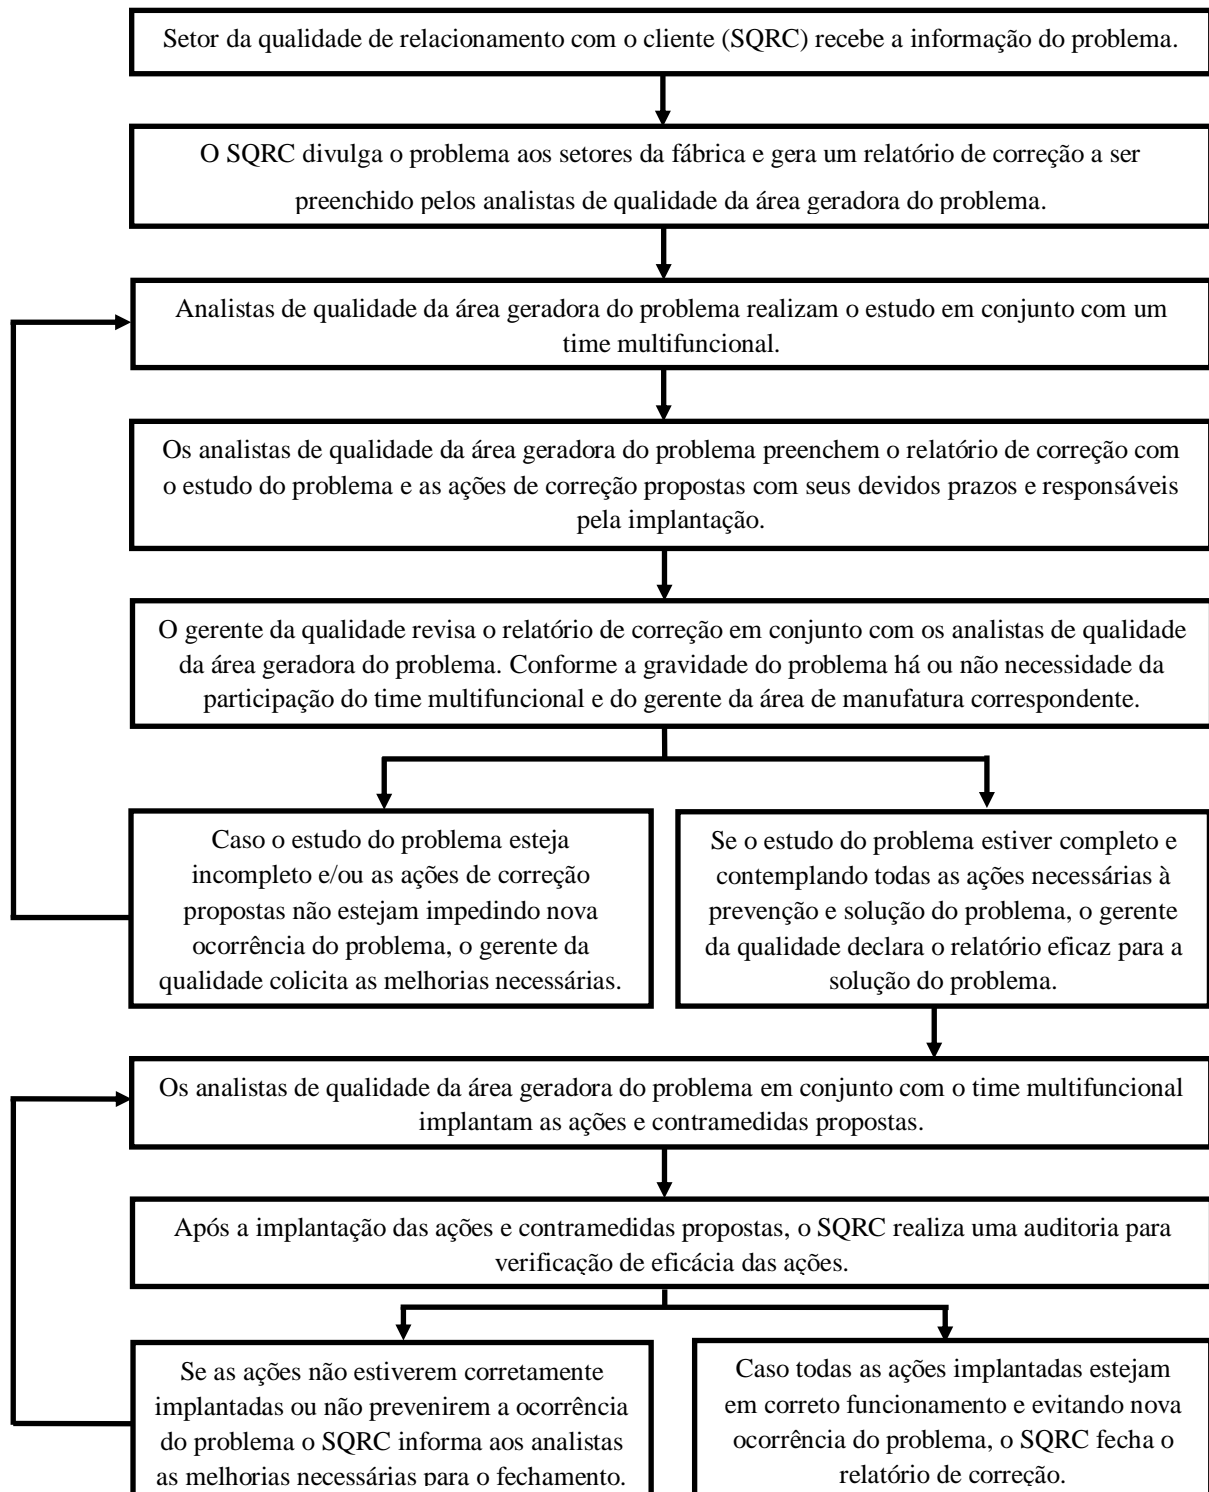 Setor da qualidade de relacionamento com o cliente (SQRC) recebe a informação do problema.
O SQRC divulga o problema aos setores da fábrica e gera um relatório de correção a ser
preenchido pelos analistas de qualidade da área geradora do problema.
Analistas de qualidade da área geradora do problema realizam o estudo em conjunto com um
time multifuncional.
Os analistas de qualidade da área geradora do problema preenchem o relatório de correção com
o estudo do problema e as ações de correção propostas com seus devidos prazos e responsáveis
pela implantação.
O gerente da qualidade revisa o relatório de correção em conjunto com os analistas de qualidade
da área geradora do problema. Conforme a gravidade do problema há ou não necessidade da
participação do time multifuncional e do gerente da área de manufatura correspondente.
Caso o estudo do problema esteja
incompleto e/ou as ações de correção
propostas não estejam impedindo nova
ocorrência do problema, o gerente da
qualidade colicita as melhorias necessárias.
Se o estudo do problema estiver completo e
contemplando todas as ações necessárias à
prevenção e solução do problema, o gerente
da qualidade declara o relatório eficaz para a
solução do problema.
Os analistas de qualidade da área geradora do problema em conjunto com o time multifuncional
implantam as ações e contramedidas propostas.
Após a implantação das ações e contramedidas propostas, o SQRC realiza uma auditoria para
verificação de eficácia das ações.
Se as ações não estiverem corretamente
implantadas ou não prevenirem a ocorrência
do problema o SQRC informa aos analistas
as melhorias necessárias para o fechamento.
Caso todas as ações implantadas estejam
em correto funcionamento e evitando nova
ocorrência do problema, o SQRC fecha o
relatório de correção.